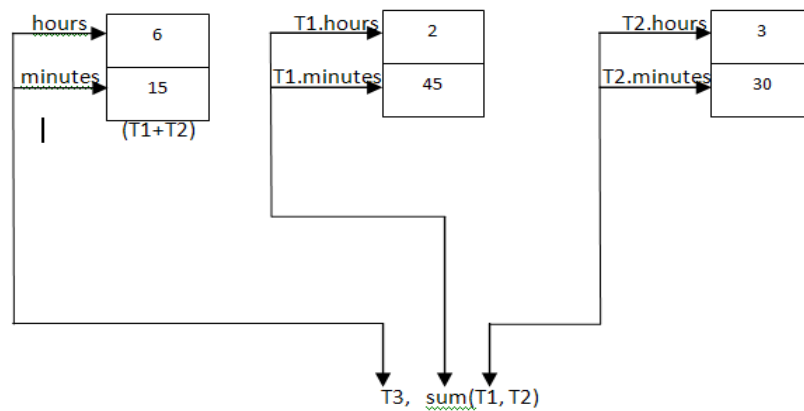 hours 6 T1.hours 2 T2.hours 3
minutes 15 T1.minutes 45 T2.minutes 30
(T1+T2)
T3, sum(T1, T2)